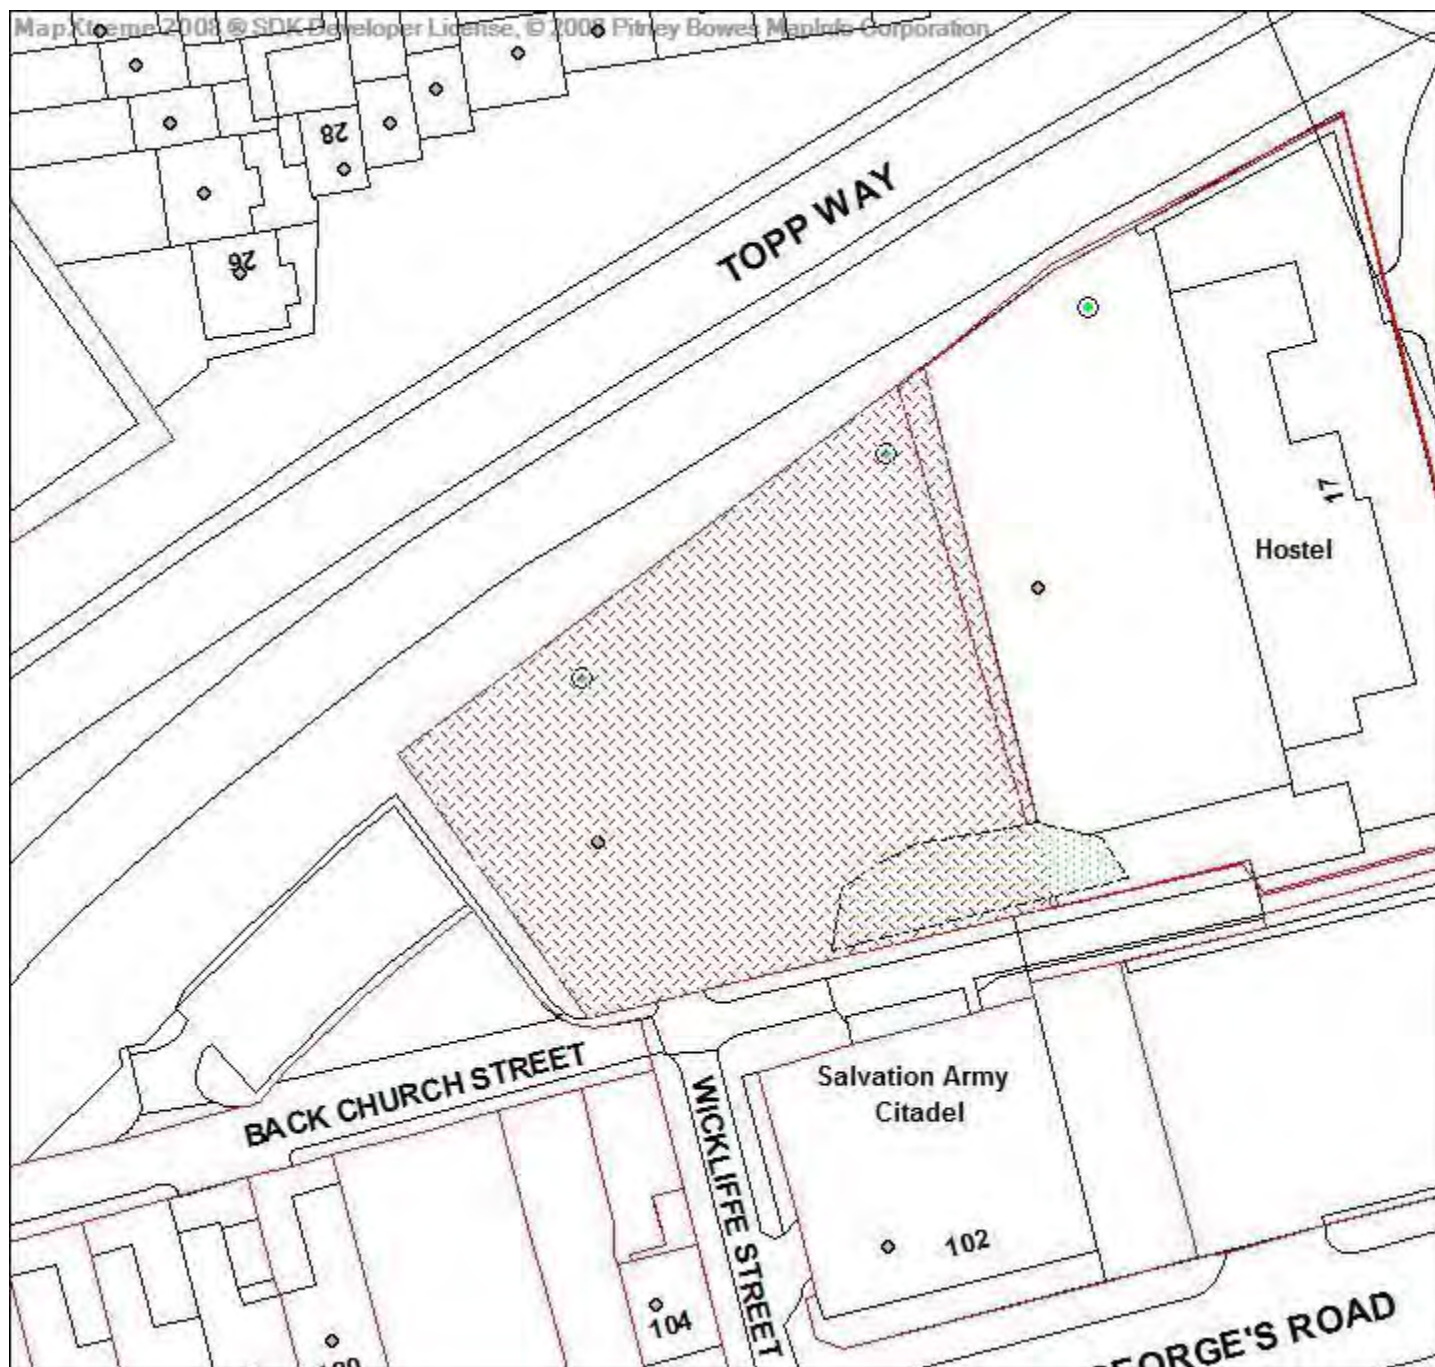 MapXtreme 2008 ® SDK Developer License, © 2008 Pitney Bowes MapInfo Corporation.
28
26
TOPP WAY
17
Hostel
BACK CHURCH STREET
Salvation Army
Citadel
WICKLIFFE STREET
102
104
EORGE'S ROAD